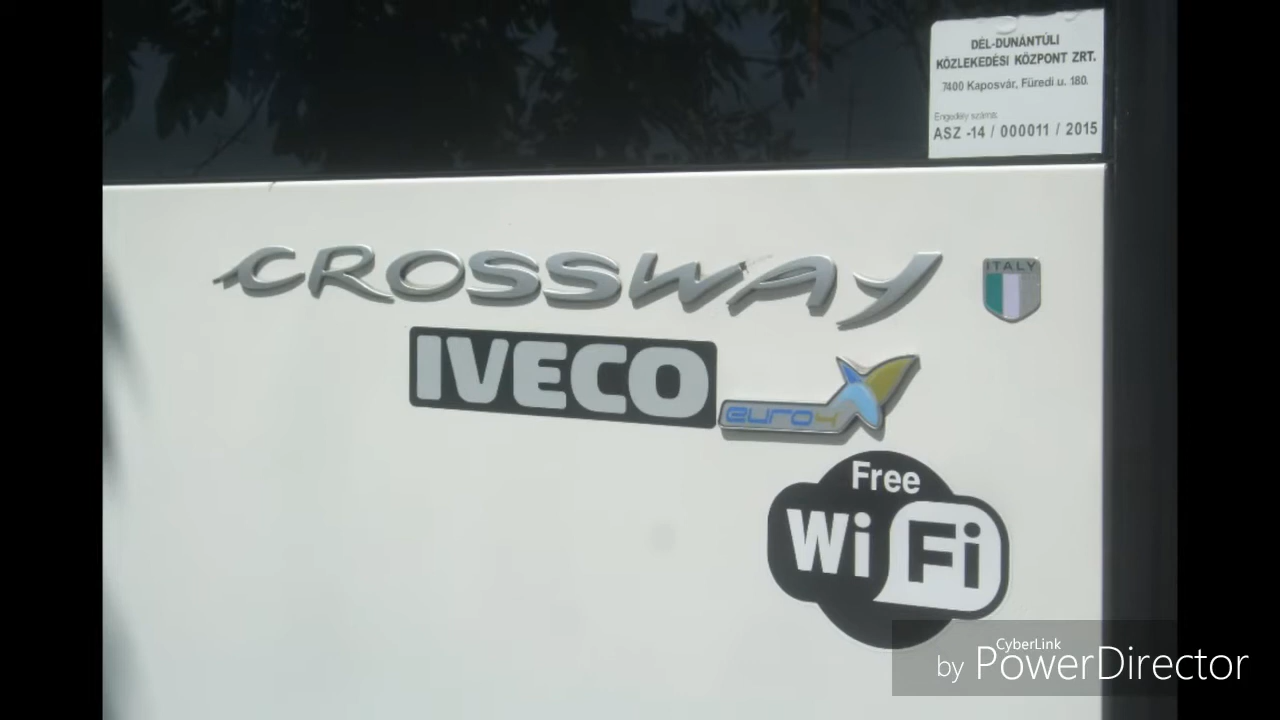 DÉL-DUNÁNTÚLI
KÖZLEKEDÉSI KÖZPONT ZRT.
7400 Kaposvár, Füredi u. 180.
Engedély száma:
ASZ -14 / 000011 / 2015
CROSSWAY
ITALY
IVECO
euro4
Free
WiFi
CyberLink
by PowerDirector